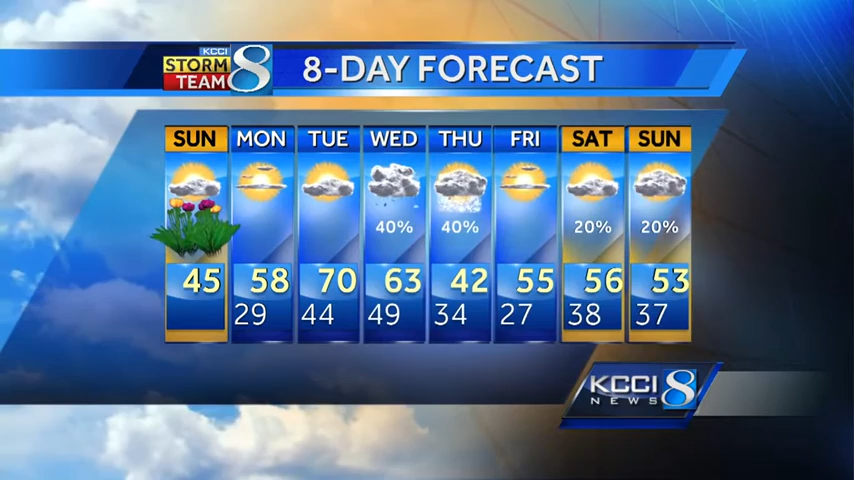 KCCI
STORM
TEAM 8
8-DAY FORECAST
SUN MON TUE WED THU FRI SAT SUN
40% 40% 20% 20%
45 58 70 63 42 55 56 53
29 44 49 34 27 38 37
KCCI 8
NEWS